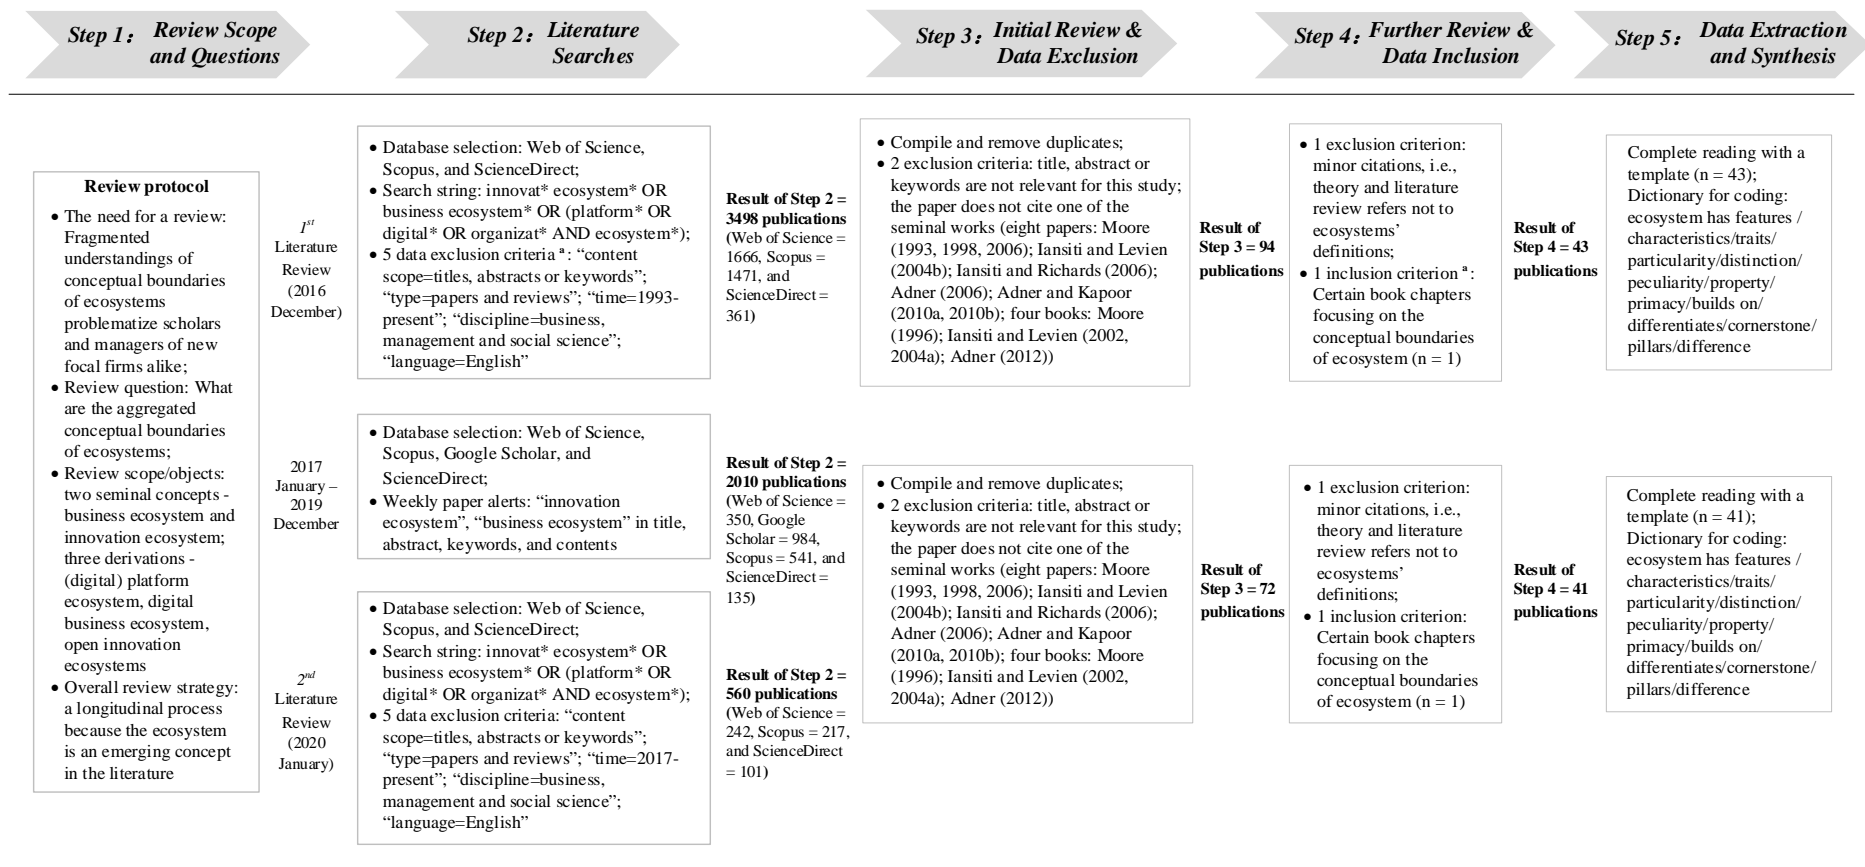 Step 1： Review Scope
and Questions
Step 2：Literature
Searches
Step 3：Initial Review &
Data Exclusion
Step 4：Further Review &
Data Inclusion
Step 5： Data Extraction
and Synthesis
Review protocol
• The need for a review:
Fragmented
understandings of
conceptual boundaries
of ecosystems
problematize scholars
and managers of new
focal firms alike;
• Review question: What
are the aggregated
conceptual boundaries
of ecosystems;
• Review scope/objects:
two seminal concepts -
business ecosystem and
innovation ecosystem;
three derivations -
(digital) platform
ecosystem, digital
business ecosystem,
open innovation
ecosystems
• Overall review strategy:
a longitudinal process
because the ecosystem
is an emerging concept
in the literature
1st
Literature
Review
(2016
December)
• Database selection: Web of Science,
Scopus, and ScienceDirect;
• Search string: innovat* ecosystem* OR
business ecosystem* OR (platform* OR
digital* OR organizat* AND ecosystem*);
• 5 data exclusion criteria ª: “content
scope=titles, abstracts or keywords”;
“type=papers and reviews”; “time=1993-
present”; “discipline=business,
management and social science”;
“language=English”
Result of Step 2 =
3498 publications
(Web of Science =
1666, Scopus =
1471, and
ScienceDirect =
361)
• Compile and remove duplicates;
• 2 exclusion criteria: title, abstract or
keywords are not relevant for this study;
the paper does not cite one of the
seminal works (eight papers: Moore
(1993, 1998, 2006); Iansiti and Levien
(2004b); Iansiti and Richards (2006);
Adner (2006); Adner and Kapoor
(2010a, 2010b); four books: Moore
(1996); Iansiti and Levien (2002,
2004a); Adner (2012))
Result of
Step 3 = 94
publications
• 1 exclusion criterion:
minor citations, i.e.,
theory and literature
review refers not to
ecosystems’
definitions;
• 1 inclusion criterion ª:
Certain book chapters
focusing on the
conceptual boundaries
of ecosystem (n = 1)
Result of
Step 4 = 43
publications
Complete reading with a
template (n = 43);
Dictionary for coding:
ecosystem has features /
characteristics/traits/
particularity/distinction/
peculiarity/property/
primacy/builds on/
differentiates/cornerstone/
pillars/difference
2017
January –
2019
December
• Database selection: Web of Science,
Scopus, Google Scholar, and
ScienceDirect;
• Weekly paper alerts: “innovation
ecosystem”, “business ecosystem” in title,
abstract, keywords, and contents
Result of Step 2 =
2010 publications
(Web of Science =
350, Google
Scholar = 984,
Scopus = 541, and
ScienceDirect =
135)
2nd
Literature
Review
(2020
January)
• Database selection: Web of Science,
Scopus, and ScienceDirect;
• Search string: innovat* ecosystem* OR
business ecosystem* OR (platform* OR
digital* OR organizat* AND ecosystem*);
• 5 data exclusion criteria: “content
scope=titles, abstracts or keywords”;
“type=papers and reviews”; “time=2017-
present”; “discipline=business,
management and social science”;
“language=English”
Result of Step 2 =
560 publications
(Web of Science =
242, Scopus = 217,
and ScienceDirect
= 101)
• Compile and remove duplicates;
• 2 exclusion criteria: title, abstract or
keywords are not relevant for this study;
the paper does not cite one of the
seminal works (eight papers: Moore
(1993, 1998, 2006); Iansiti and Levien
(2004b); Iansiti and Richards (2006);
Adner (2006); Adner and Kapoor
(2010a, 2010b); four books: Moore
(1996); Iansiti and Levien (2002,
2004a); Adner (2012))
Result of
Step 3 = 72
publications
• 1 exclusion criterion:
minor citations, i.e.,
theory and literature
review refers not to
ecosystems’
definitions;
• 1 inclusion criterion:
Certain book chapters
focusing on the
conceptual boundaries
of ecosystem (n = 1)
Result of
Step 4 = 41
publications
Complete reading with a
template (n = 41);
Dictionary for coding:
ecosystem has features /
characteristics/traits/
particularity/distinction/
peculiarity/property/
primacy/builds on/
differentiates/cornerstone/
pillars/difference